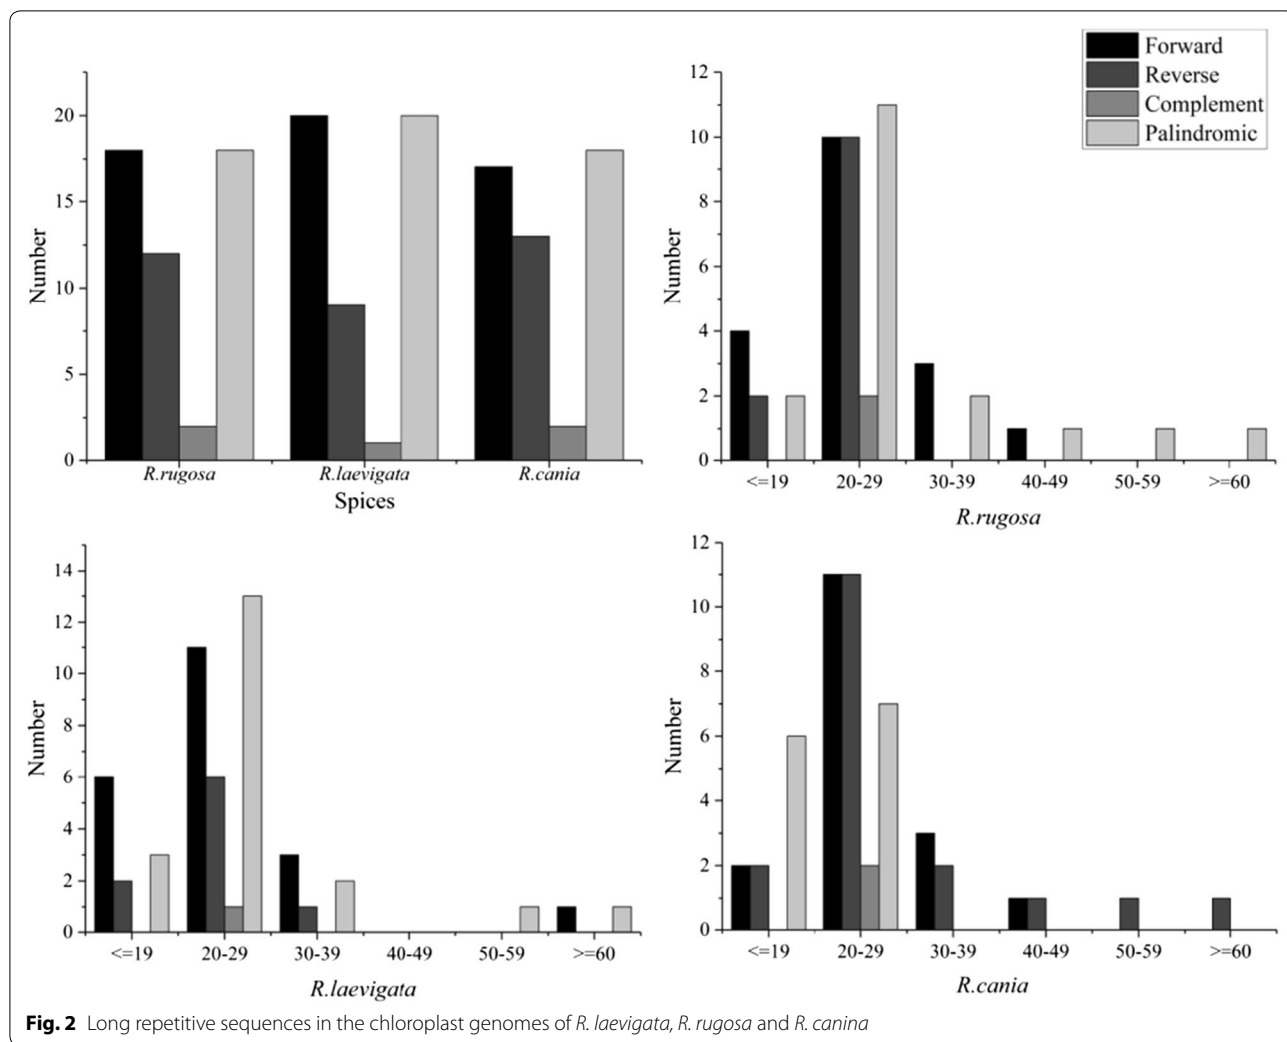 Forward
Reverse
Complement
Palindromic
20
15
10
5
0
Number
R.rugosa R.laevigata R.cania
Spices
12
10
8
6
4
2
0
Number
<=19 20-29 30-39 40-49 50-59 >=60
R.rugosa
14
12
10
8
6
4
2
0
Number
<=19 20-29 30-39 40-49 50-59 >=60
R.laevigata
12
10
8
6
4
2
0
Number
<=19 20-29 30-39 40-49 50-59 >=60
R.cania
Fig. 2 Long repetitive sequences in the chloroplast genomes of R. laevigata, R. rugosa and R. canina